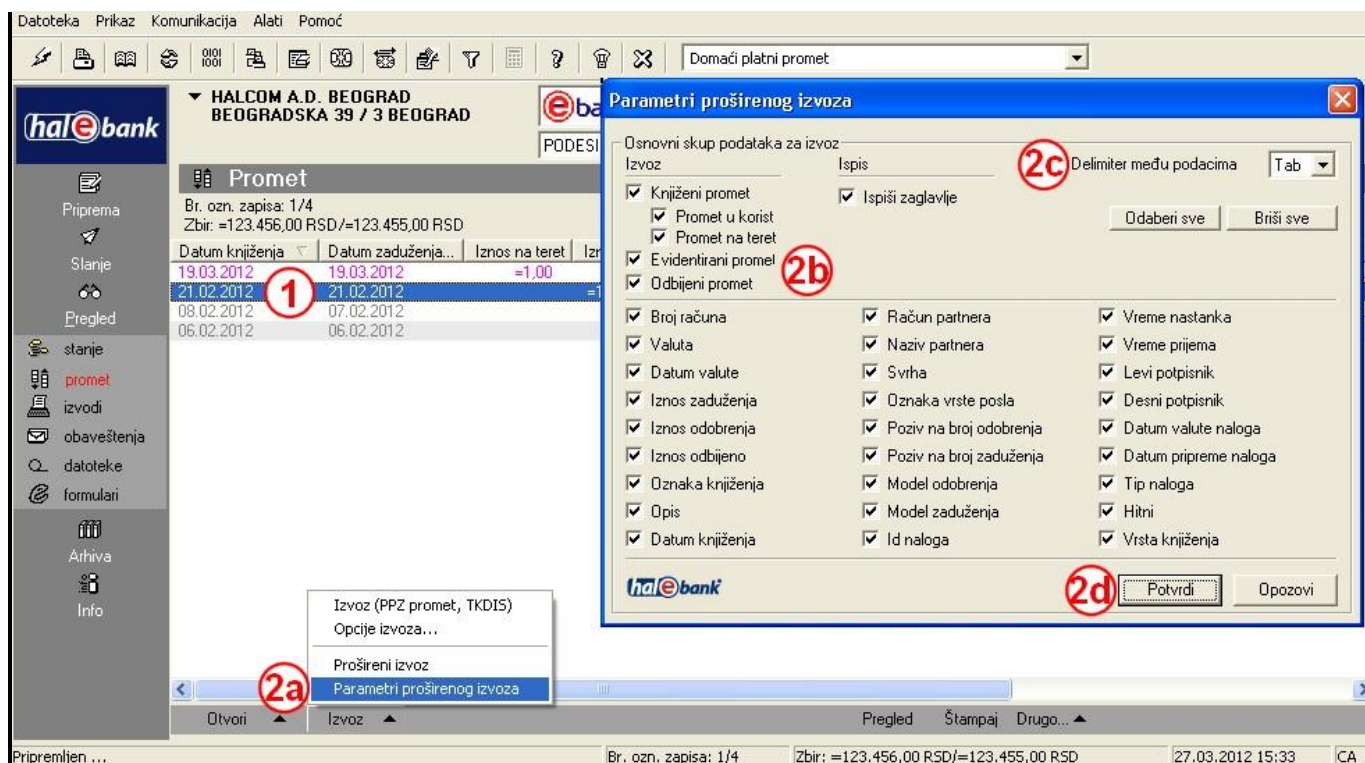 Datoteka Prikaz Komunikacija Alati Pomoć
Domaći platni promet
halebank
HALCOM A.D. BEOGRAD
BEOGRADSKA 39 / 3 BEOGRAD
PODESI
Priprema
Slanje
Pregled
stanje
promet
izvodi
obaveštenja
datoteke
formulari
Arhiva
Info
Promet
Br. ozn. zapisa: 1/4
Zbir: =123.456,00 RSD/=123.455,00 RSD
Datum knjiženja Datum zaduženja... Iznos na teret
19.03.2012 19.03.2012 =1,00
21.02.2012 1 21.02.2012
08.02.2012 07.02.2012
06.02.2012 06.02.2012
Parametri proširenog izvoza
Osnovni skup podataka za izvoz
Izvoz Ispis 2c Delimiter među podacima Tab
Knjiženi promet Ispiši zaglavlje
Promet u korist Odaberi sve Briši sve
Promet na teret
Evidentirani promet 2b
Odbijeni promet
Broj računa Račun partnera Vreme nastanka
Valuta Naziv partnera Vreme prijema
Datum valute Svrha Levi potpisnik
Iznos zaduženja Oznaka vrste posla Desni potpisnik
Iznos odobrenja Poziv na broj odobrenja Datum valute naloga
Iznos odbijeno Poziv na broj zaduženja Datum pripreme naloga
Oznaka knjiženja Model odobrenja Tip naloga
Opis Model zaduženja Hitni
Datum knjiženja Id naloga Vrsta knjiženja
halebank 2d Potvrdi Opozovi
Izvoz (PPZ promet, TKDIS)
Opcije izvoza...
Prošireni izvoz
2a Parametri proširenog izvoza
Otvori Izvoz Pregled Štampaj Drugo...
Pripremljen ... Br. ozn. zapisa: 1/4 Zbir: =123.456,00 RSD/=123.455,00 RSD 27.03.2012 15:33 CA